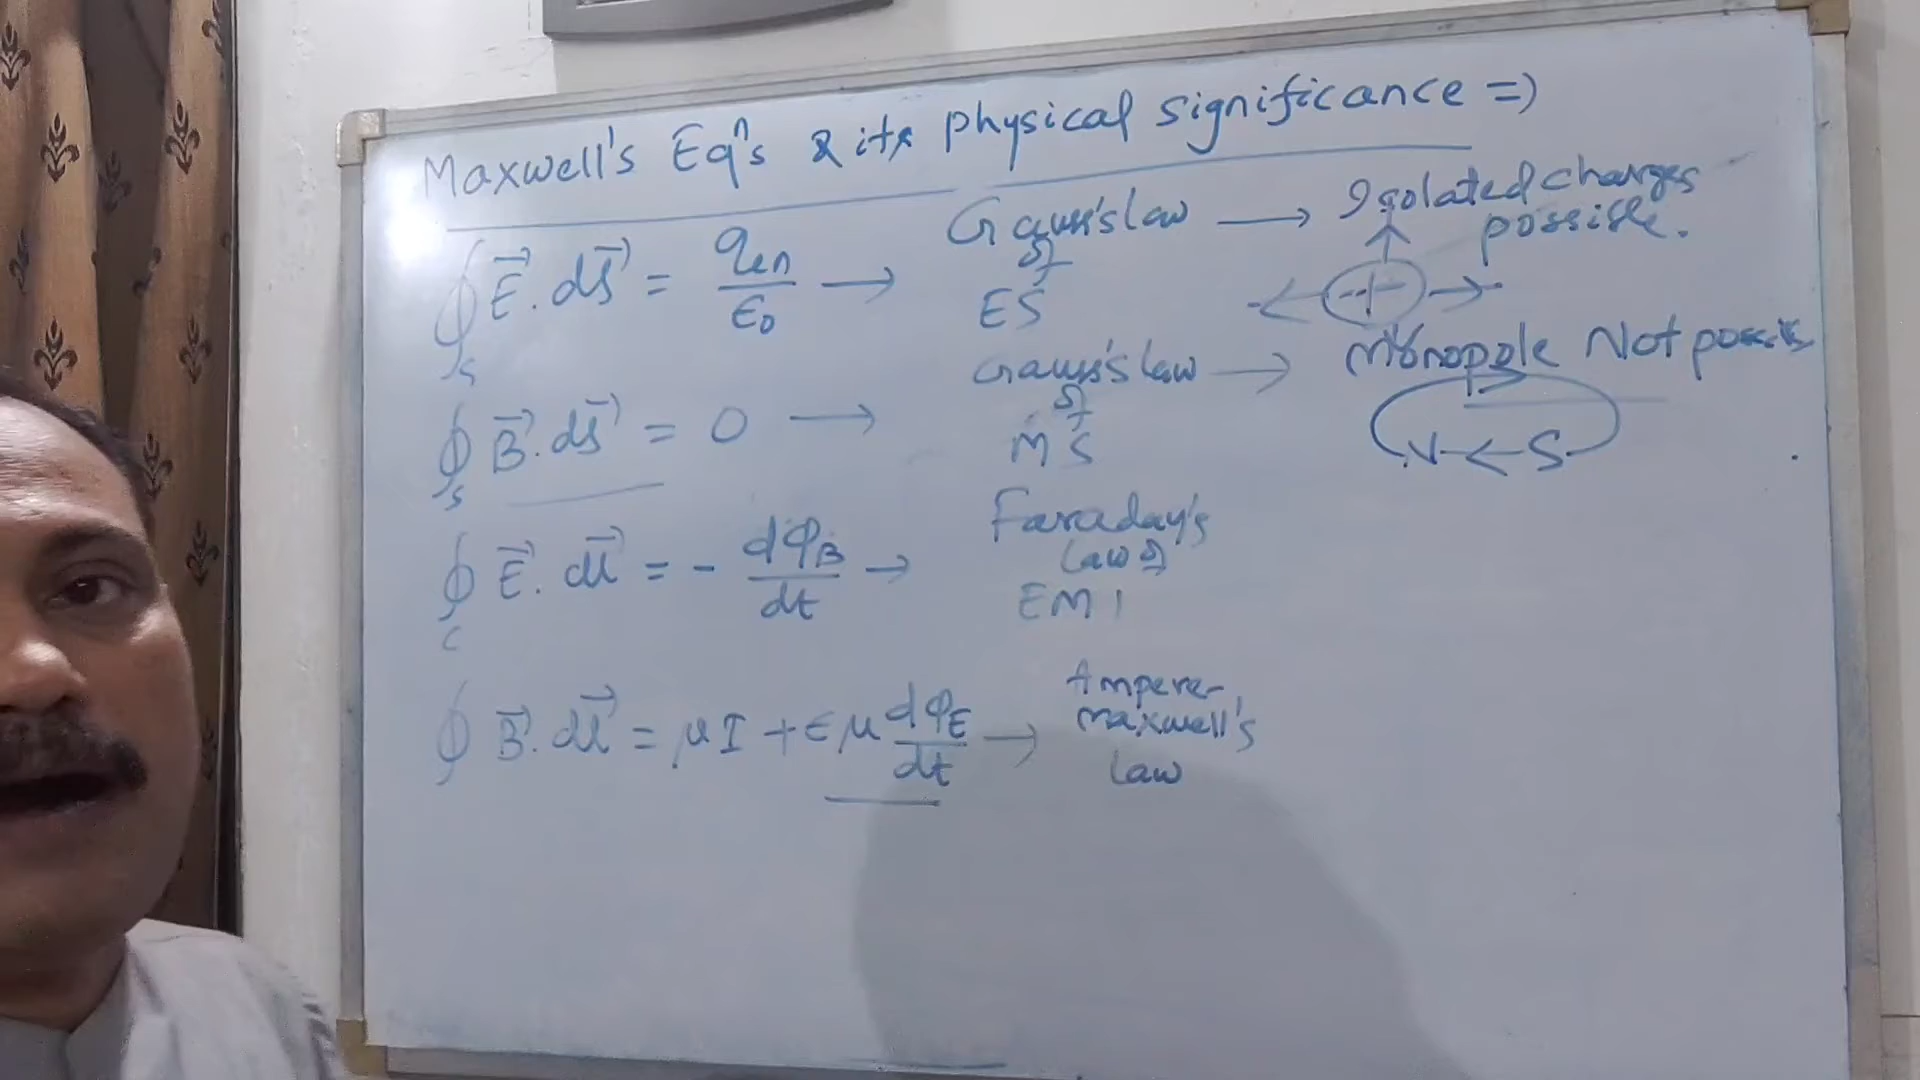 Maxwell's Eqⁿs & its physical significance =)
∮s E⃗. dS⃗ = qen/ε0 → Gauss's law of ES → Isolated charges possible.
+
∮s B⃗. dS⃗ = 0 → Gauss's law of MS → Monopole Not possible
N ← S
∮c E⃗. dl⃗ = - dφB/dt → Faraday's law of EMI
∮ B⃗. dl⃗ = μI + εμ dφE/dt → Ampere-maxwell's law